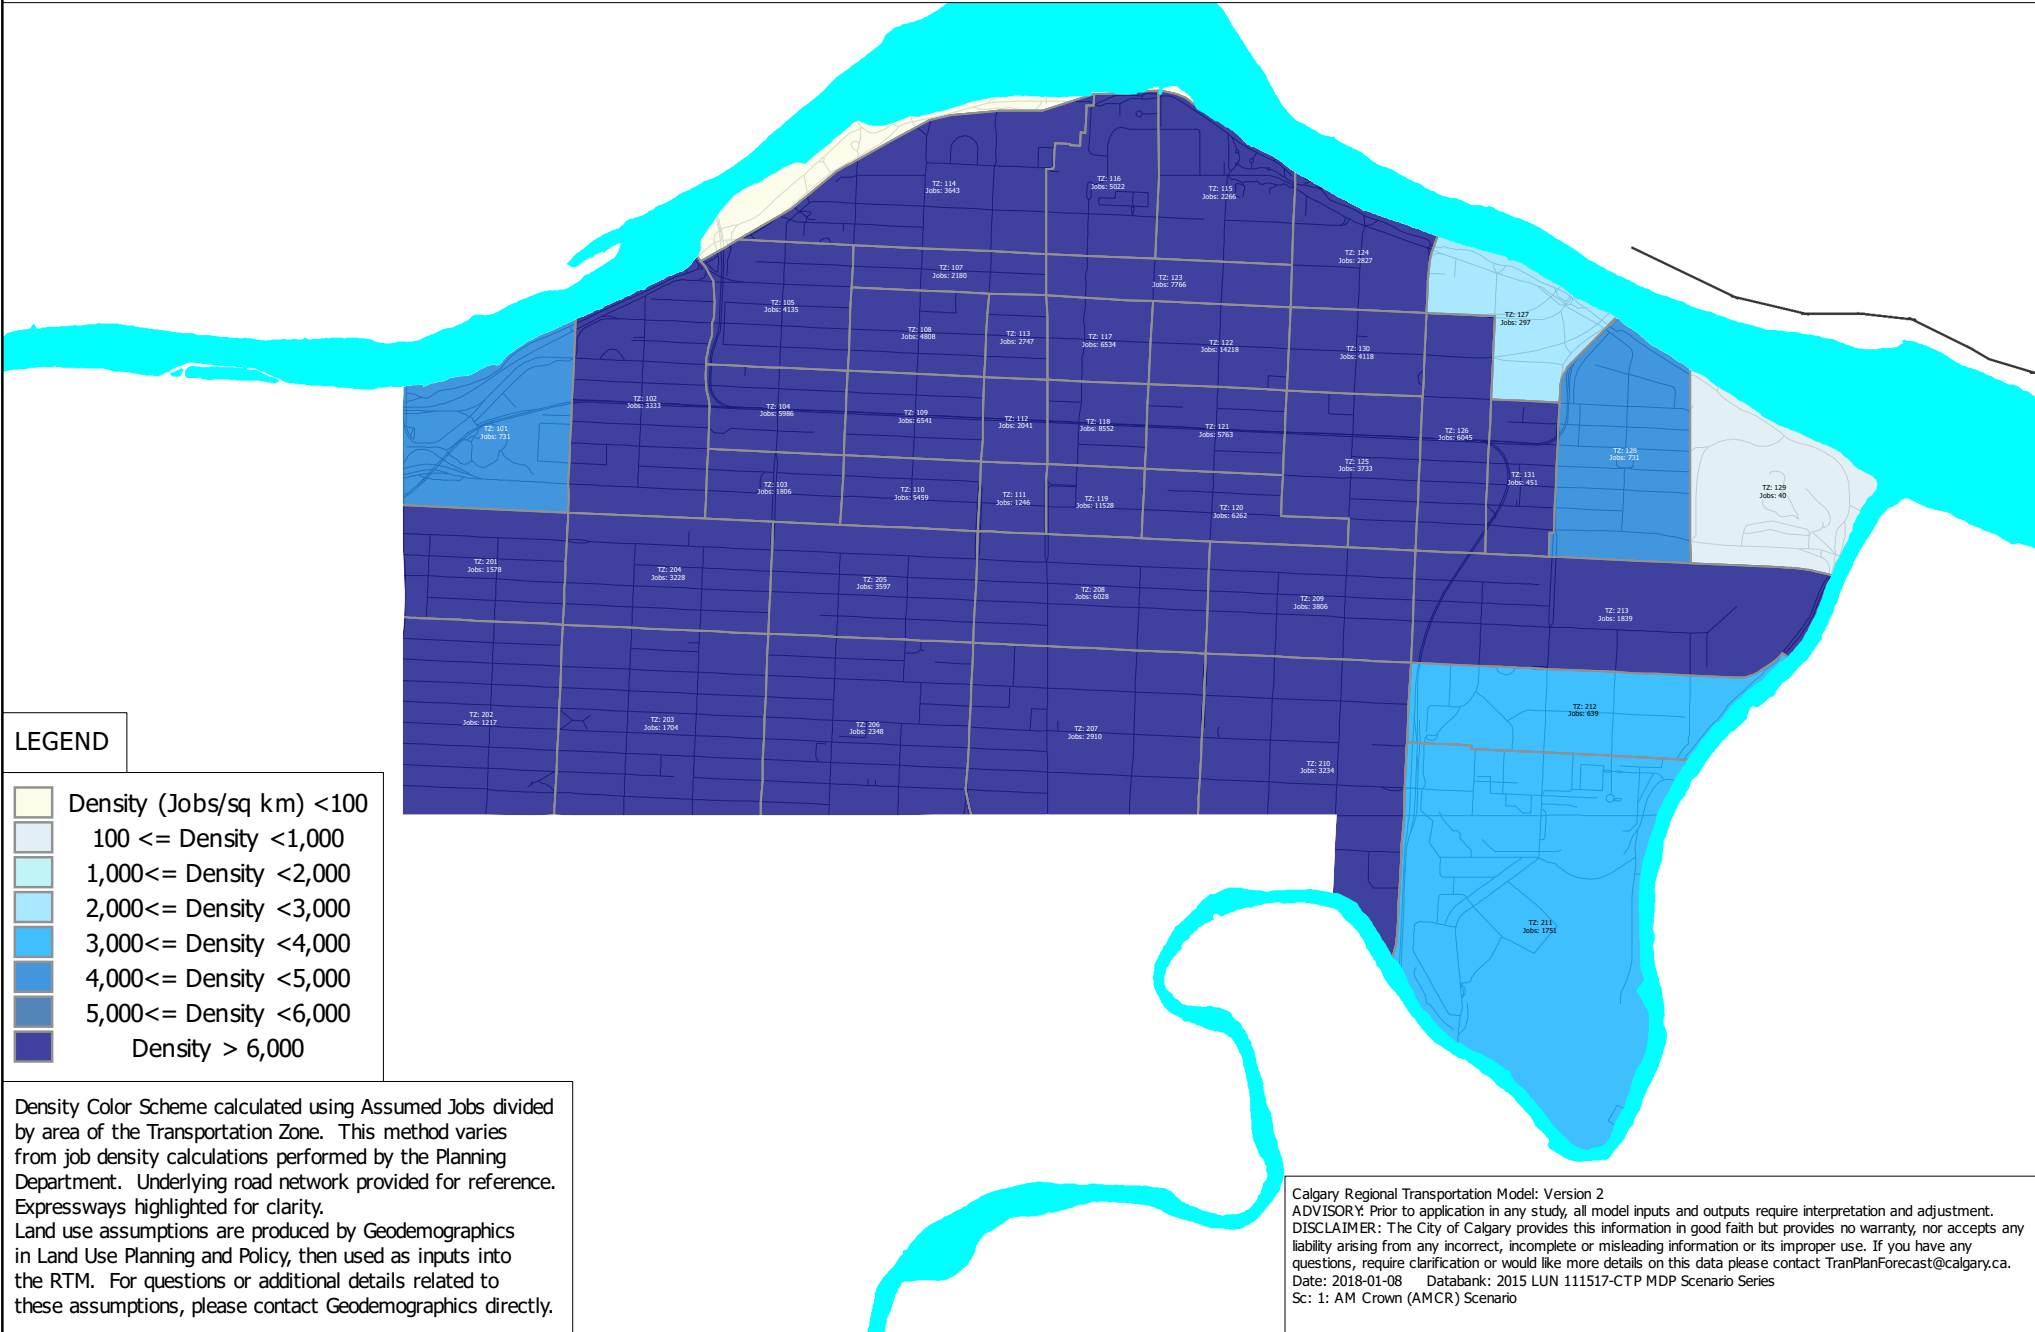 TZ: 114
Jobs: 3643
TZ: 116
Jobs: 5022
TZ: 115
Jobs: 2266
TZ: 124
Jobs: 2827
TZ: 107
Jobs: 2180
TZ: 123
Jobs: 7766
TZ: 105
Jobs: 4135
TZ: 127
Jobs: 297
TZ: 108
Jobs: 4808
TZ: 113
Jobs: 2747
TZ: 117
Jobs: 6534
TZ: 122
Jobs: 14218
TZ: 130
Jobs: 4118
TZ: 102
Jobs: 3333
TZ: 104
Jobs: 5986
TZ: 109
Jobs: 6541
TZ: 112
Jobs: 2041
TZ: 118
Jobs: 8552
TZ: 121
Jobs: 5763
TZ: 126
Jobs: 6045
TZ: 101
Jobs: 731
TZ: 128
Jobs: 731
TZ: 125
Jobs: 3733
TZ: 131
Jobs: 451
TZ: 103
Jobs: 1806
TZ: 110
Jobs: 5459
TZ: 111
Jobs: 1246
TZ: 119
Jobs: 11528
TZ: 120
Jobs: 6262
TZ: 129
Jobs: 40
TZ: 201
Jobs: 1578
TZ: 204
Jobs: 3228
TZ: 205
Jobs: 3597
TZ: 208
Jobs: 6028
TZ: 209
Jobs: 3806
TZ: 213
Jobs: 1839
TZ: 202
Jobs: 1217
TZ: 203
Jobs: 1704
TZ: 206
Jobs: 2348
TZ: 207
Jobs: 2910
TZ: 210
Jobs: 3234
TZ: 212
Jobs: 639
TZ: 211
Jobs: 1751
LEGEND
Density (Jobs/sq km) <100
100 <= Density <1,000
1,000<= Density <2,000
2,000<= Density <3,000
3,000<= Density <4,000
4,000<= Density <5,000
5,000<= Density <6,000
Density > 6,000
Density Color Scheme calculated using Assumed Jobs divided
by area of the Transportation Zone. This method varies
from job density calculations performed by the Planning
Department. Underlying road network provided for reference.
Expressways highlighted for clarity.
Land use assumptions are produced by Geodemographics
in Land Use Planning and Policy, then used as inputs into
the RTM. For questions or additional details related to
these assumptions, please contact Geodemographics directly.
Calgary Regional Transportation Model: Version 2
ADVISORY: Prior to application in any study, all model inputs and outputs require interpretation and adjustment.
DISCLAIMER: The City of Calgary provides this information in good faith but provides no warranty, nor accepts any
liability arising from any incorrect, incomplete or misleading information or its improper use. If you have any
questions, require clarification or would like more details on this data please contact TranPlanForecast@calgary.ca.
Date: 2018-01-08 Databank: 2015 LUN 111517-CTP MDP Scenario Series
Sc: 1: AM Crown (AMCR) Scenario